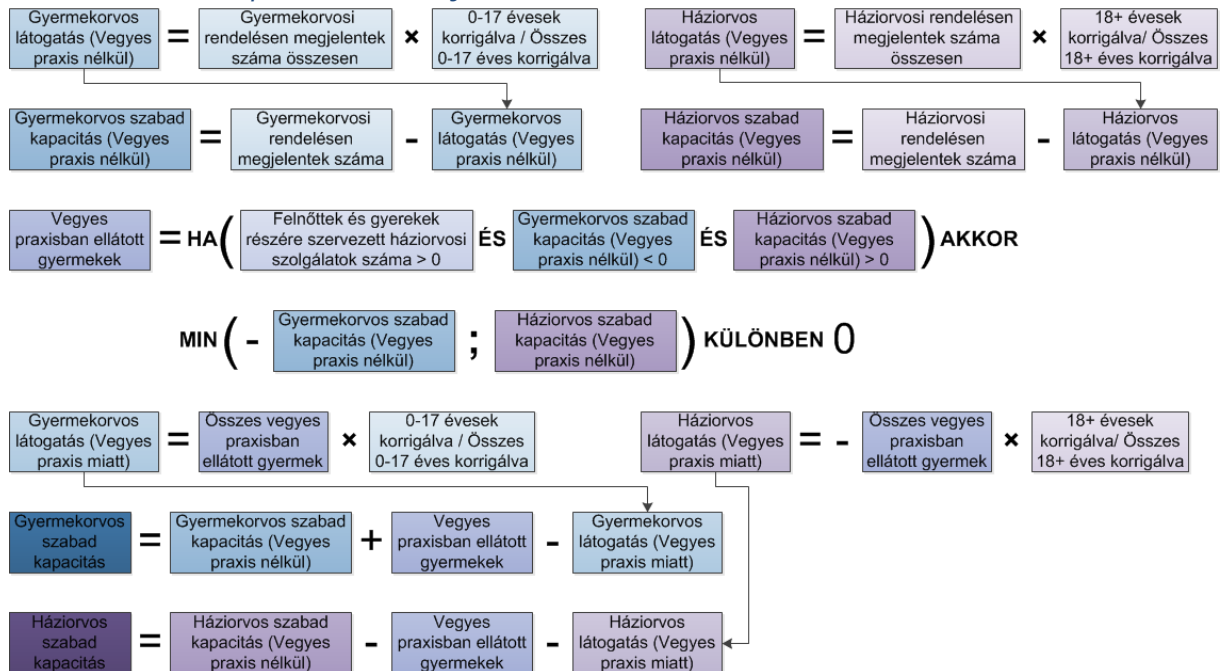 Gyermekorvos
látogatás (Vegyes
praxis nélkül)
=
Gyermekorvosi
rendelésen megjelentek
száma összesen
×
0-17 évesek
korrigálva / Összes
0-17 éves korrigálva
Háziorvos
látogatás (Vegyes
praxis nélkül)
=
Háziorvosi rendelésen
megjelentek száma
összesen
×
18+ évesek
korrigálva/ Összes
18+ éves korrigálva
Gyermekorvos szabad
kapacitás (Vegyes
praxis nélkül)
=
Gyermekorvosi
rendelésen
megjelentek száma
-
Gyermekorvos
látogatás (Vegyes
praxis nélkül)
Háziorvos szabad
kapacitás (Vegyes
praxis nélkül)
=
Háziorvosi
rendelésen
megjelentek száma
-
Háziorvos
látogatás (Vegyes
praxis nélkül)
Vegyes
praxisban ellátott
gyermekek
= HA (
Felnőttek és gyerekek
részére szervezett háziorvosi
szolgálatok száma > 0
ÉS
Gyermekorvos szabad
kapacitás (Vegyes
praxis nélkül) < 0
ÉS
Háziorvos szabad
kapacitás (Vegyes
praxis nélkül) > 0
) AKKOR
MIN ( -
Gyermekorvos szabad
kapacitás (Vegyes
praxis nélkül)
;
Háziorvos szabad
kapacitás (Vegyes
praxis nélkül)
) KÜLÖNBEN 0
Gyermekorvos
látogatás (Vegyes
praxis miatt)
=
Összes vegyes
praxisban
ellátott gyermek
×
0-17 évesek
korrigálva / Összes
0-17 éves korrigálva
Háziorvos
látogatás (Vegyes
praxis miatt)
= -
Összes vegyes
praxisban
ellátott gyermek
×
18+ évesek
korrigálva/ Összes
18+ éves korrigálva
Gyermekorvos
szabad
kapacitás
=
Gyermekorvos szabad
kapacitás (Vegyes
praxis nélkül)
+
Vegyes
praxisban ellátott
gyermekek
-
Gyermekorvos
látogatás (Vegyes
praxis miatt)
Háziorvos
szabad
kapacitás
=
Háziorvos szabad
kapacitás (Vegyes
praxis nélkül)
-
Vegyes
praxisban ellátott
gyermekek
-
Háziorvos
látogatás (Vegyes
praxis miatt)